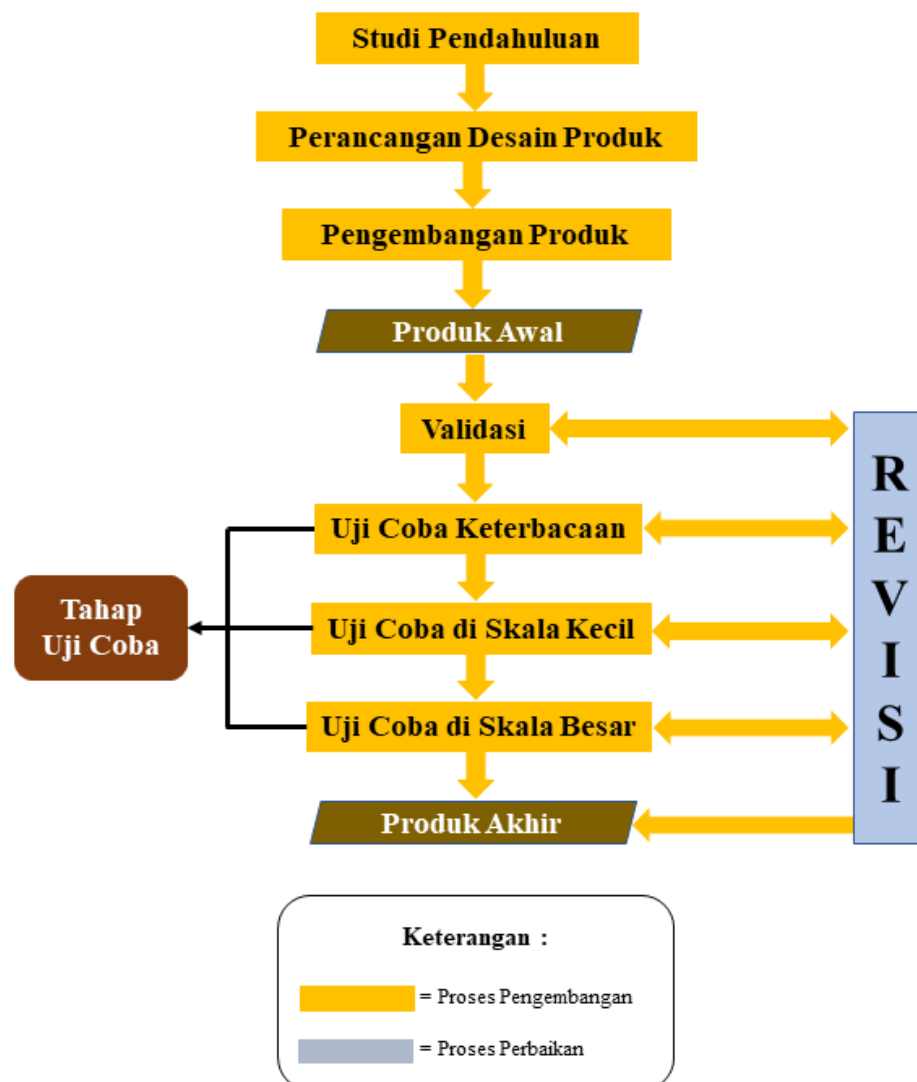 Studi Pendahuluan
Perancangan Desain Produk
Pengembangan Produk
Produk Awal
Validasi
Uji Coba Keterbacaan
Tahap
Uji Coba
Uji Coba di Skala Kecil
Uji Coba di Skala Besar
Produk Akhir
R
E
V
I
S
I
Keterangan :
= Proses Pengembangan
= Proses Perbaikan